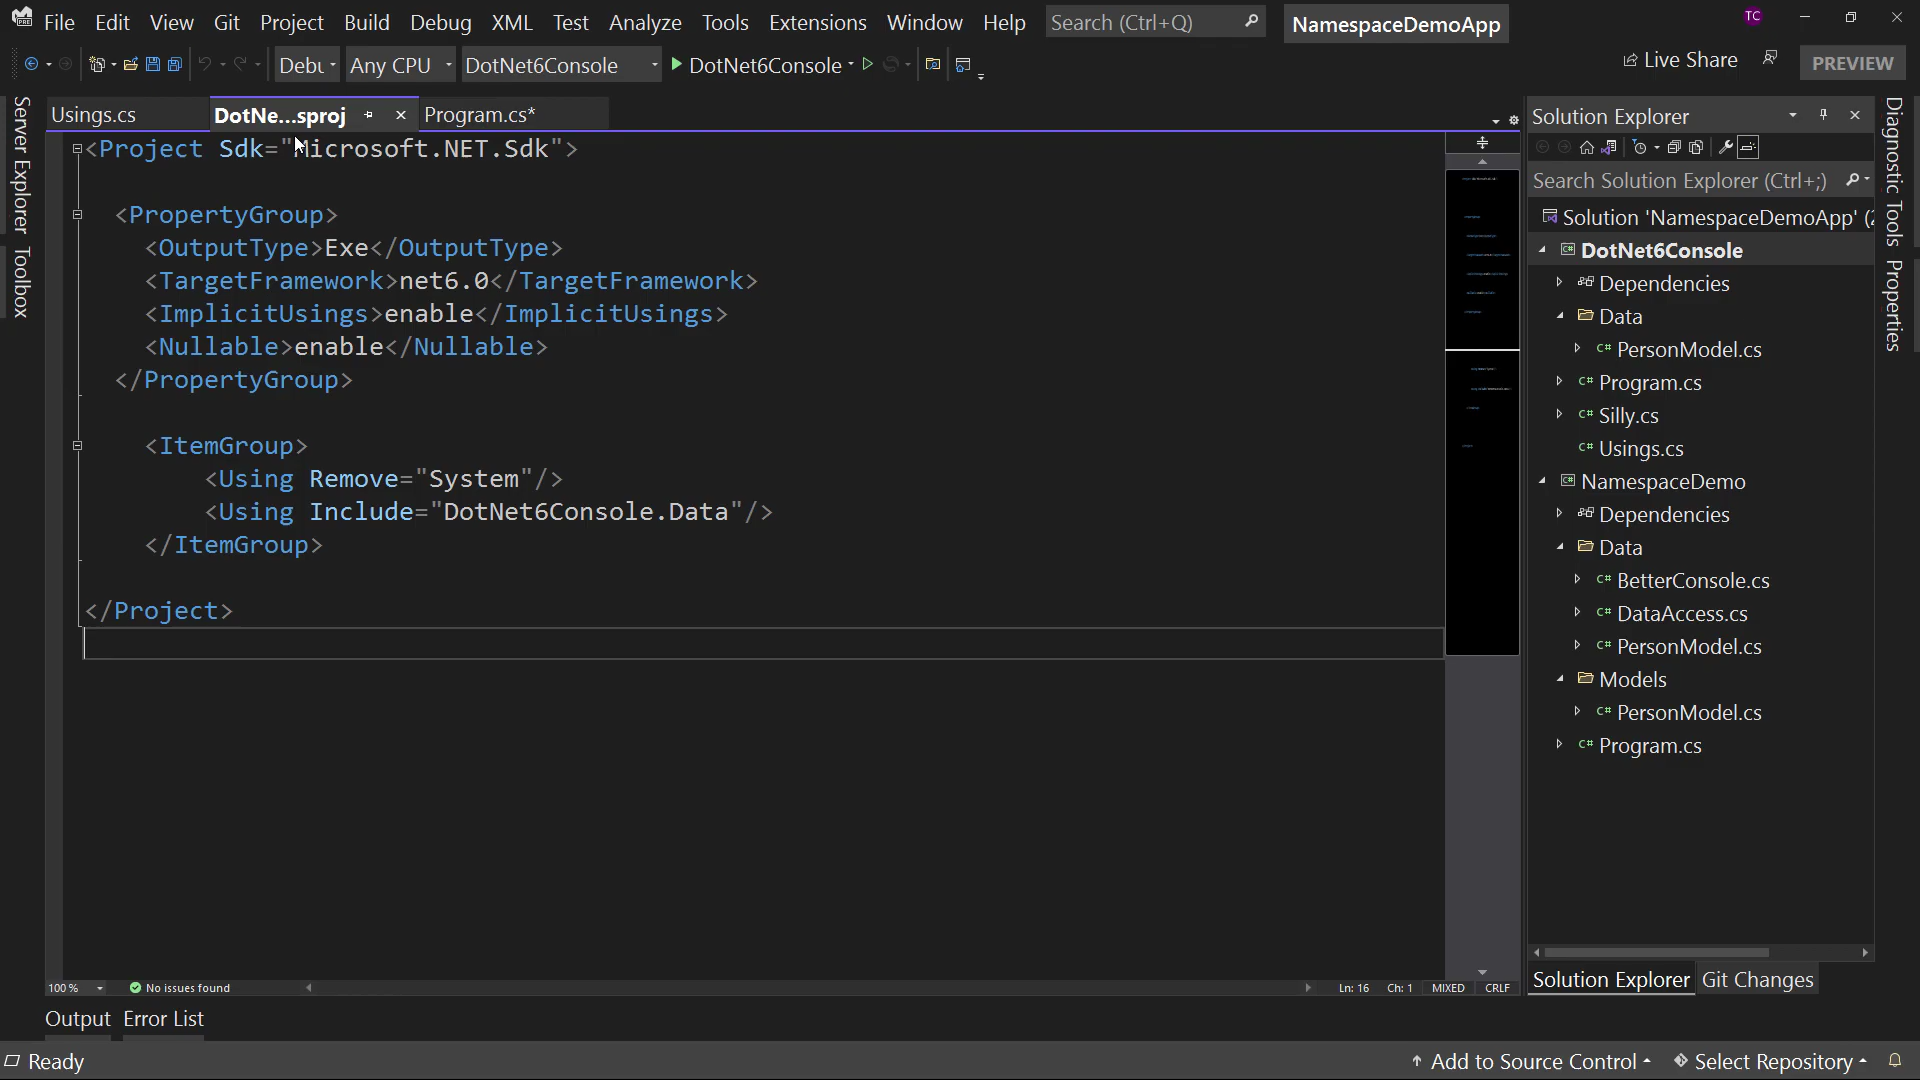 File Edit View Git Project Build Debug XML Test Analyze Tools Extensions Window Help Search (Ctrl+Q) NamespaceDemoApp TC
Debu Any CPU DotNet6Console DotNet6Console Live Share PREVIEW
Server Explorer
Toolbox
Usings.cs DotNe...sproj Program.cs*
<Project Sdk="Microsoft.NET.Sdk">
<PropertyGroup>
<OutputType>Exe</OutputType>
<TargetFramework>net6.0</TargetFramework>
<ImplicitUsings>enable</ImplicitUsings>
<Nullable>enable</Nullable>
</PropertyGroup>
<ItemGroup>
<Using Remove="System"/>
<Using Include="DotNet6Console.Data"/>
</ItemGroup>
</Project>
100 % No issues found Ln: 16 Ch: 1 MIXED CRLF
Solution Explorer
Search Solution Explorer (Ctrl+;)
Solution 'NamespaceDemoApp' (2
DotNet6Console
Dependencies
Data
C# PersonModel.cs
C# Program.cs
C# Silly.cs
C# Usings.cs
NamespaceDemo
Dependencies
Data
C# BetterConsole.cs
C# DataAccess.cs
C# PersonModel.cs
Models
C# PersonModel.cs
C# Program.cs
Solution Explorer Git Changes
Diagnostic Tools
Properties
Output Error List
Ready Add to Source Control Select Repository